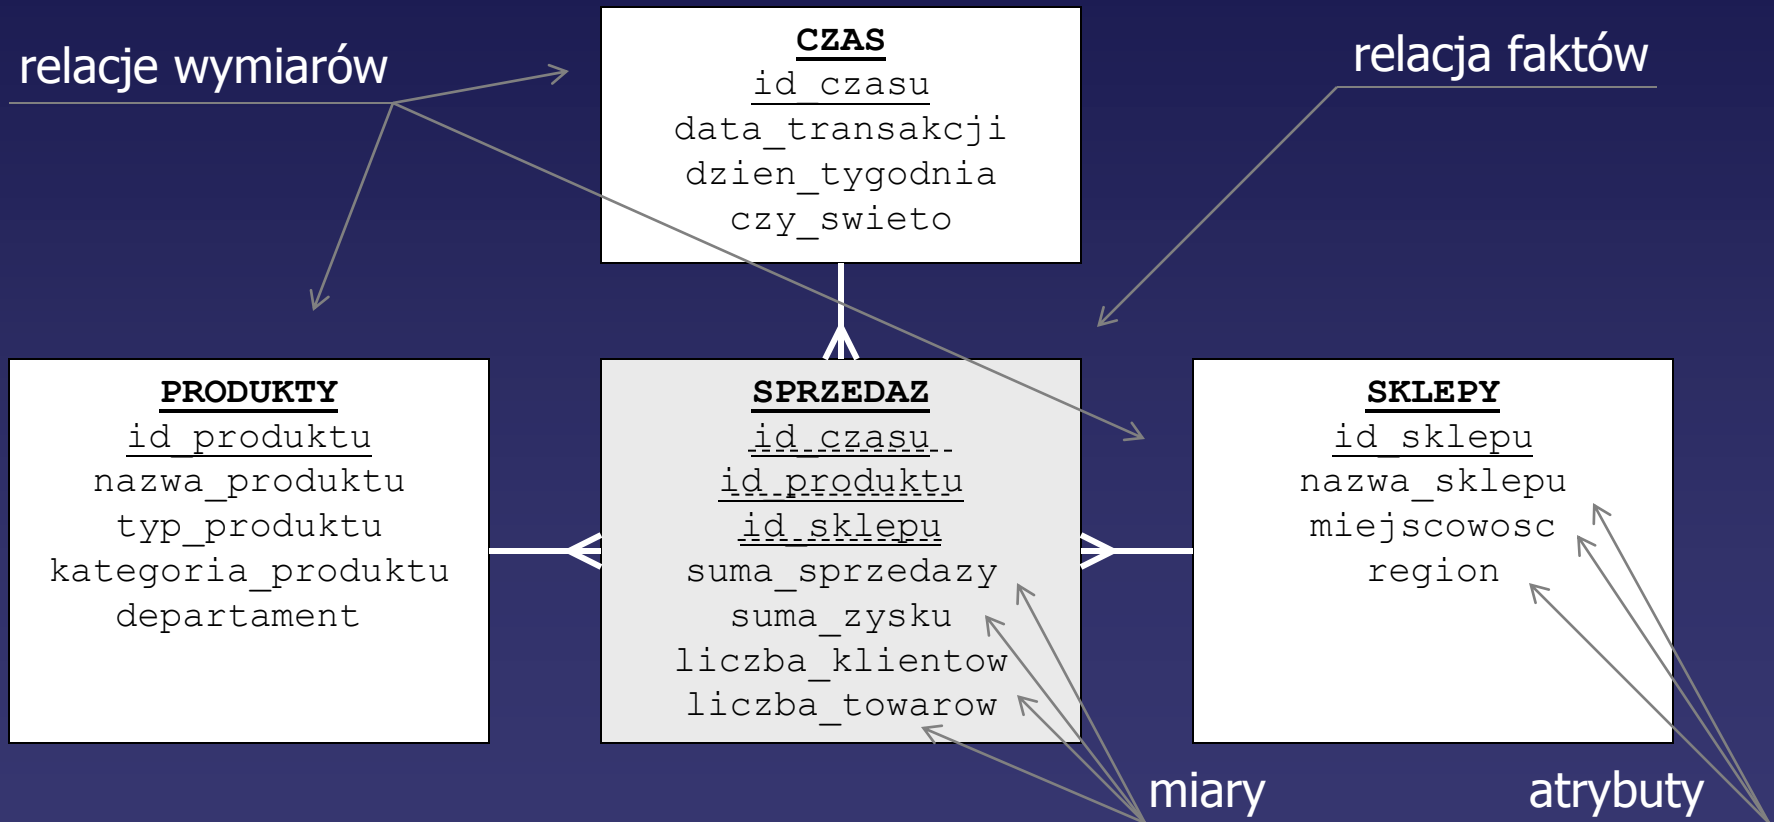 relacje wymiarów
relacja faktów
CZAS
id_czasu
data_transakcji
dzien_tygodnia
czy_swieto
PRODUKTY
id_produktu
nazwa_produktu
typ_produktu
kategoria_produktu
departament
SPRZEDAZ
id_czasu
id_produktu
id_sklepu
suma_sprzedazy
suma_zysku
liczba_klientow
liczba_towarow
SKLEPY
id_sklepu
nazwa_sklepu
miejscowosc
region
miary
atrybuty